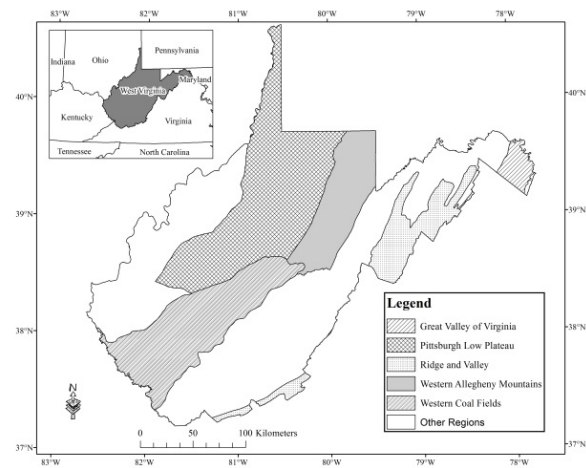 83°W 82°W 81°W 80°W 79°W 78°W
Pennsylvania
Indiana
Ohio
West Virginia
Maryland
Kentucky
Virginia
Tennessee
North Carolina
40°N
40°N
39°N
39°N
38°N
38°N
37°N
37°N
Legend
Great Valley of Virginia
Pittsburgh Low Plateau
Ridge and Valley
Western Allegheny Mountains
Western Coal Fields
Other Regions
N
0 50 100 Kilometers
83°W 82°W 81°W 80°W 79°W 78°W